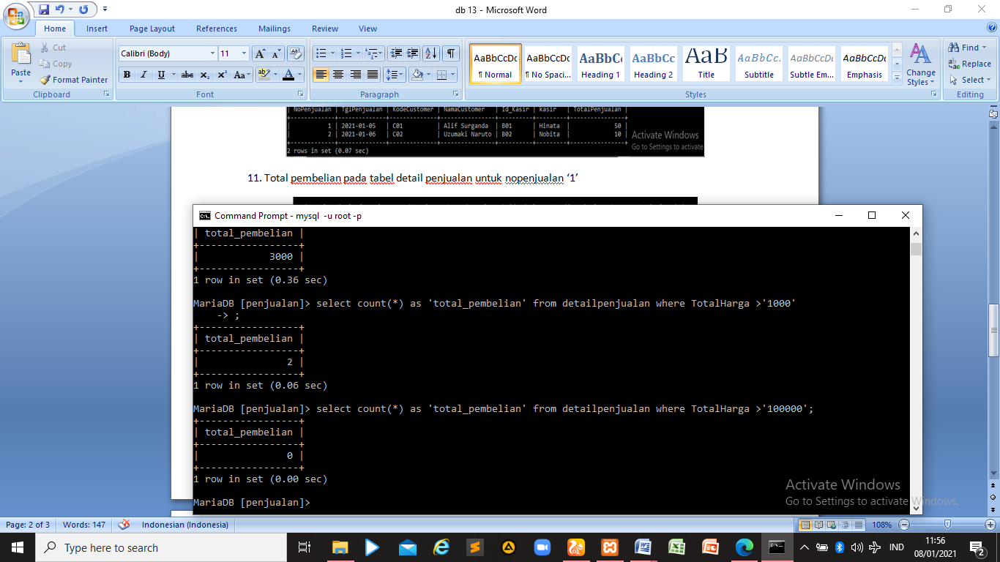 db 13 - Microsoft Word
Home Insert Page Layout References Mailings Review View
Paste
Cut
Copy
Format Painter
Clipboard
Calibri (Body) 11
Font
Paragraph
AaBbCcDc AaBbCcDc AaBbC AaBbCc AaB AaBbCc. AaBbCcDc AaBbCcDc
¶ Normal ¶ No Spaci... Heading 1 Heading 2 Title Subtitle Subtle Em... Emphasis
Change Styles
Styles
Find
Replace
Select
Editing
| NoPenjualan | TglPenjualan | KodeCustomer | NamaCustomer | Id_Kasir | kasir | TotalPenjualan |
| 1 | 2021-01-05 | C01 | Alif Surganda | B01 | Hinata | 50 |
| 2 | 2021-01-06 | C02 | Uzumaki Naruto | B02 | Nobita | 10 |
2 rows in set (0.07 sec)
Activate Windows
Go to Settings to activate
11. Total pembelian pada tabel detail penjualan untuk nopenjualan ‘1’
Command Prompt - mysql -u root -p
| total_pembelian |
+-----------------+
| 3000 |
+-----------------+
1 row in set (0.36 sec)
MariaDB [penjualan]> select count(*) as 'total_pembelian' from detailpenjualan where TotalHarga >'1000'
-> ;
+-----------------+
| total_pembelian |
+-----------------+
| 2 |
+-----------------+
1 row in set (0.06 sec)
MariaDB [penjualan]> select count(*) as 'total_pembelian' from detailpenjualan where TotalHarga >'100000';
+-----------------+
| total_pembelian |
+-----------------+
| 0 |
+-----------------+
1 row in set (0.00 sec)
MariaDB [penjualan]>
Activate Windows
Go to Settings to activate Windows.
Page: 2 of 3 Words: 147 Indonesian (Indonesia) 108%
Type here to search
IND
11:56
08/01/2021
2